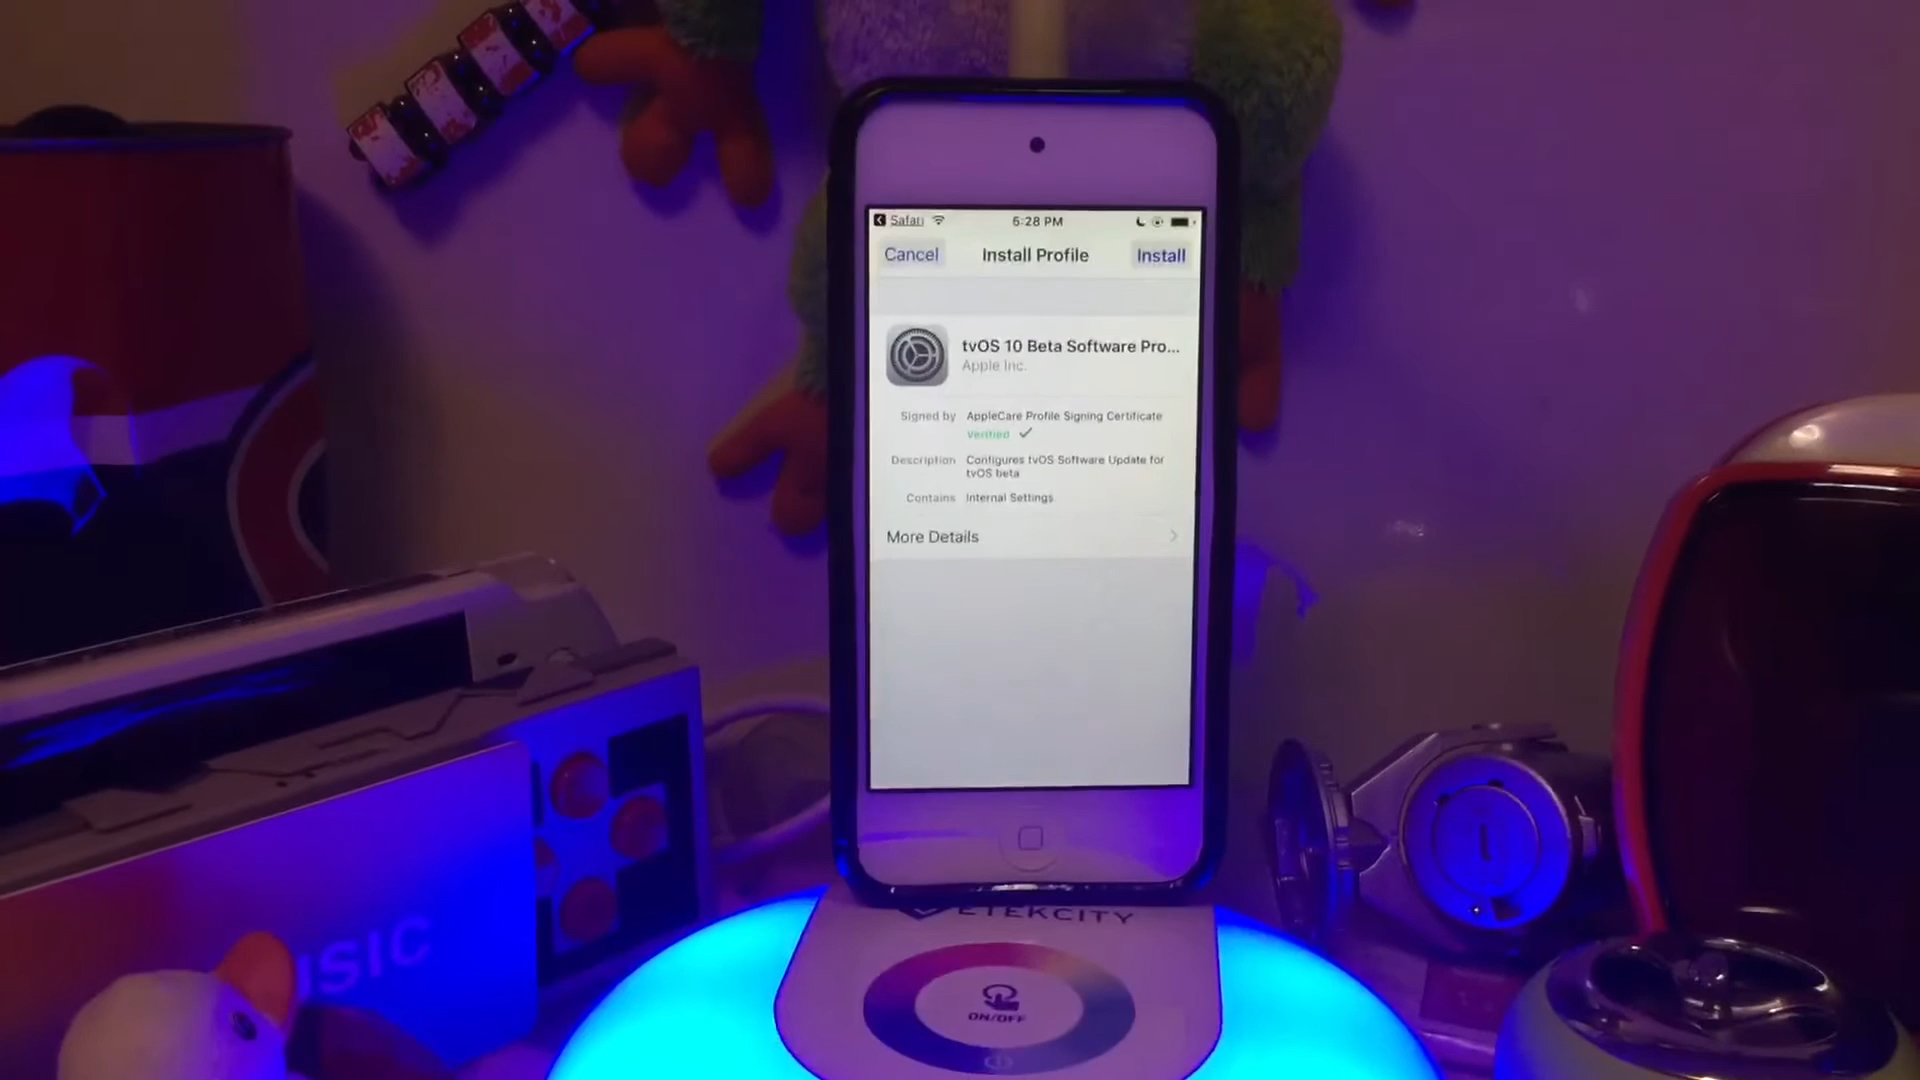 Safari
6:28 PM
Cancel
Install Profile
Install
tvOS 10 Beta Software Pro...
Apple Inc.
Signed by AppleCare Profile Signing Certificate
Verified ✓
Description Configures tvOS Software Update for
tvOS beta
Contains Internal Settings
More Details
ETEKCITY
ON/OFF
USIC